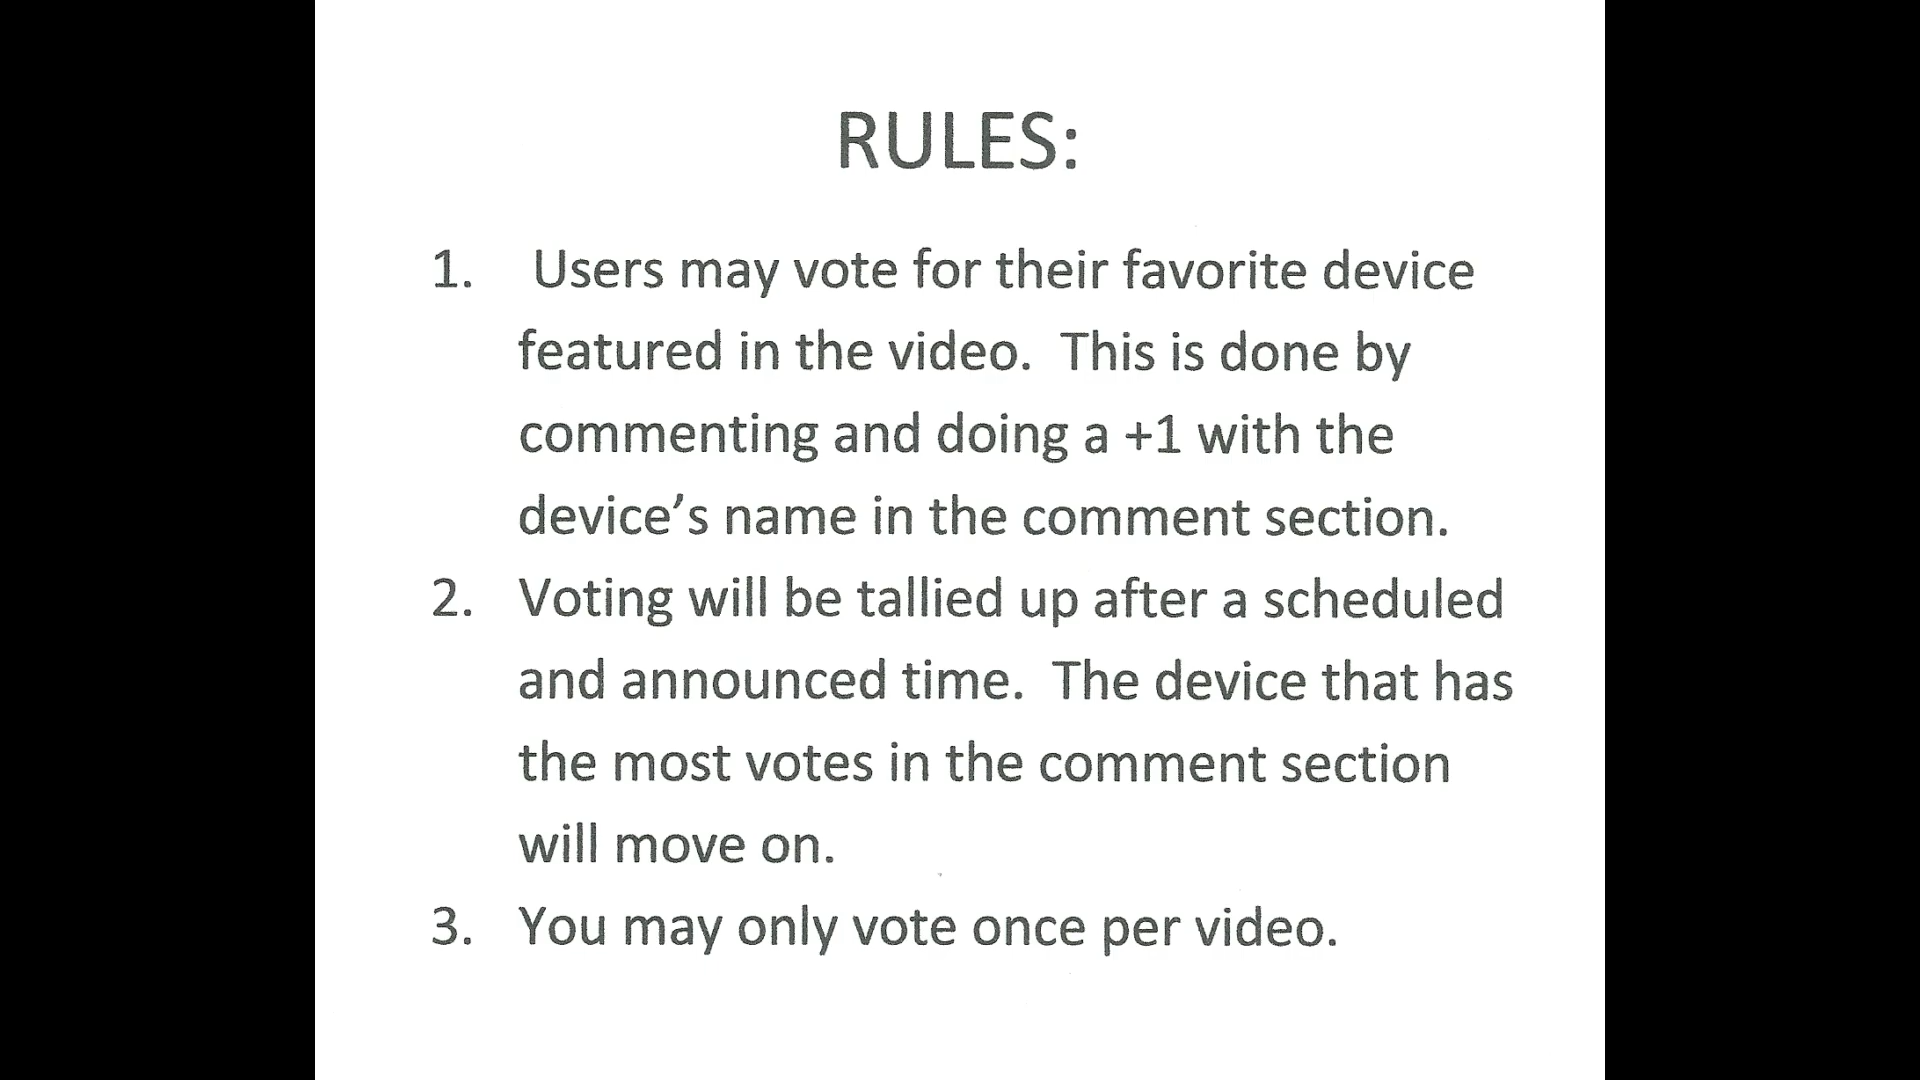 RULES:
1. Users may vote for their favorite device
featured in the video. This is done by
commenting and doing a +1 with the
device’s name in the comment section.
2. Voting will be tallied up after a scheduled
and announced time. The device that has
the most votes in the comment section
will move on.
3. You may only vote once per video.